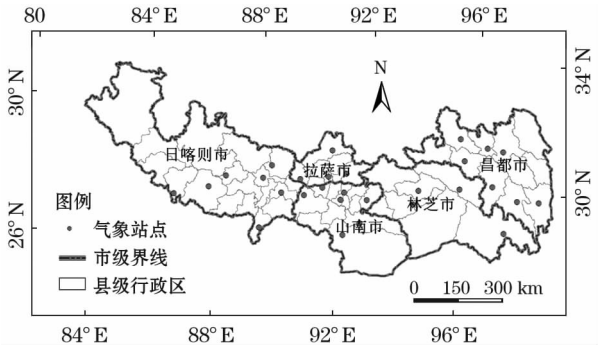 80 84°E 88°E 92°E 96°E
30°N
34°N
N
日喀则市
拉萨市
昌都市
林芝市
山南市
30°N
26°N
图例
气象站点
市级界线
县级行政区
0 150 300 km
84°E 88°E 92°E 96°E